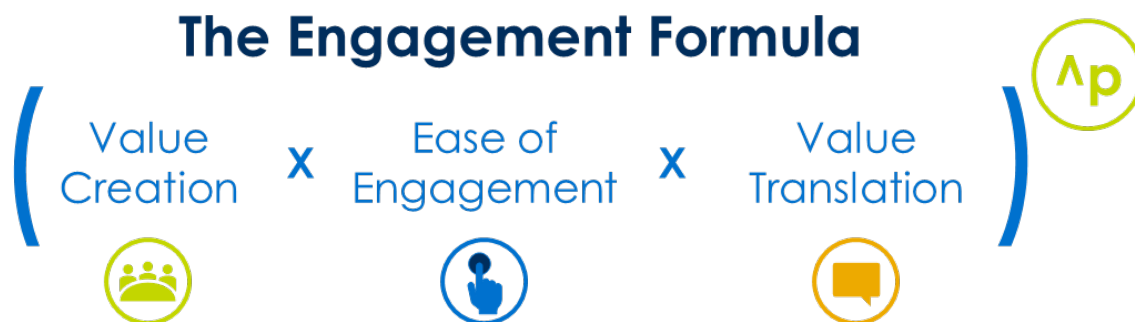 The Engagement Formula
^p
( Value Creation x Ease of Engagement x Value Translation )